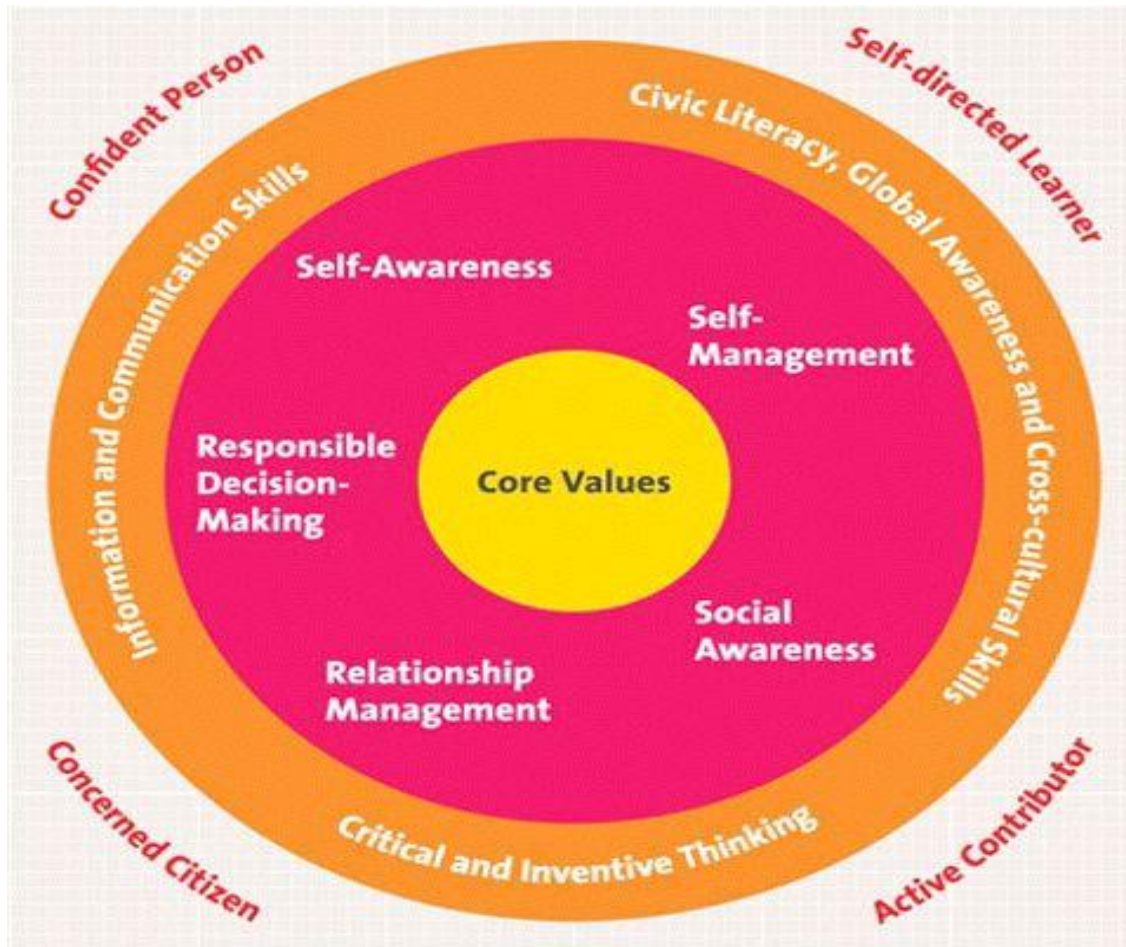 Confident Person
Self-directed Learner
Information and Communication Skills
Civic Literacy, Global Awareness and Cross-cultural Skills
Self-Awareness
Self-
Management
Responsible
Decision-
Making
Core Values
Social
Awareness
Relationship
Management
Critical and Inventive Thinking
Concerned Citizen
Active Contributor